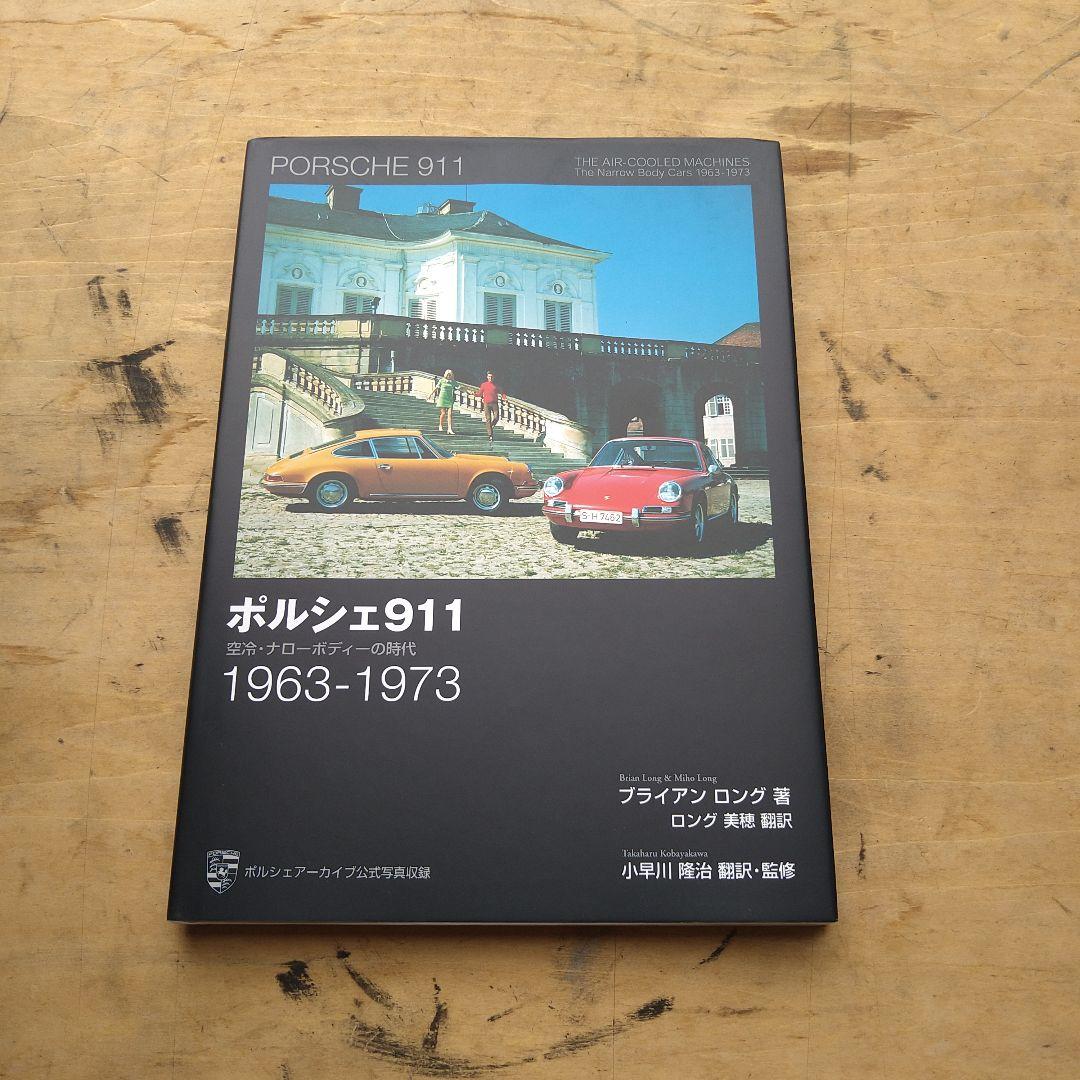 PORSCHE 911
THE AIR-COOLED MACHINES
The Narrow Body Cars 1963-1973
S-H 7462
ポルシェ911
空冷・ナローボディーの時代
1963-1973
Brian Long & Miho Long
ブライアン ロング 著
ロング 美穂 翻訳
Takaharu Kobayakawa
小早川 隆治 翻訳・監修
PORSCHE
ポルシェアーカイブ公式写真収録